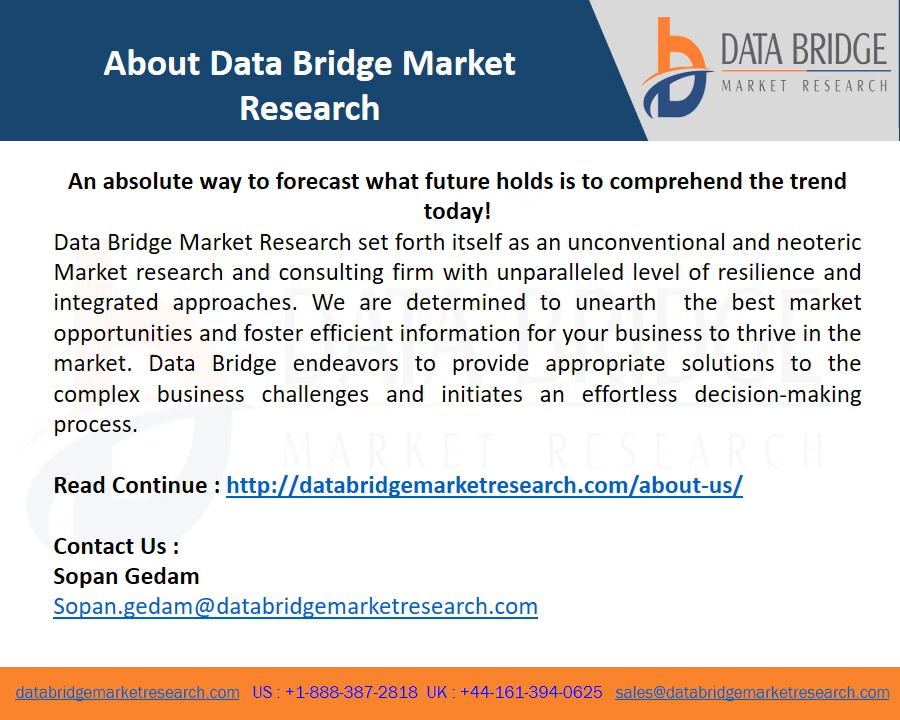 About Data Bridge Market
Research
DATA BRIDGE
MARKET RESEARCH
An absolute way to forecast what future holds is to comprehend the trend
today!
Data Bridge Market Research set forth itself as an unconventional and neoteric
Market research and consulting firm with unparalleled level of resilience and
integrated approaches. We are determined to unearth the best market
opportunities and foster efficient information for your business to thrive in the
market. Data Bridge endeavors to provide appropriate solutions to the
complex business challenges and initiates an effortless decision-making
process.
DATA BRIDGE
MARKET RESEARCH
Read Continue : http://databridgemarketresearch.com/about-us/
Contact Us :
Sopan Gedam
Sopan.gedam@databridgemarketresearch.com
databridgemarketresearch.com US : +1-888-387-2818 UK : +44-161-394-0625 sales@databridgemarketresearch.com